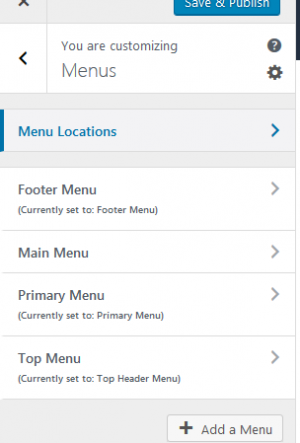 Save & Publish
You are customizing
Menus
Menu Locations
Footer Menu
(Currently set to: Footer Menu)
Main Menu
Primary Menu
(Currently set to: Primary Menu)
Top Menu
(Currently set to: Top Header Menu)
+ Add a Menu